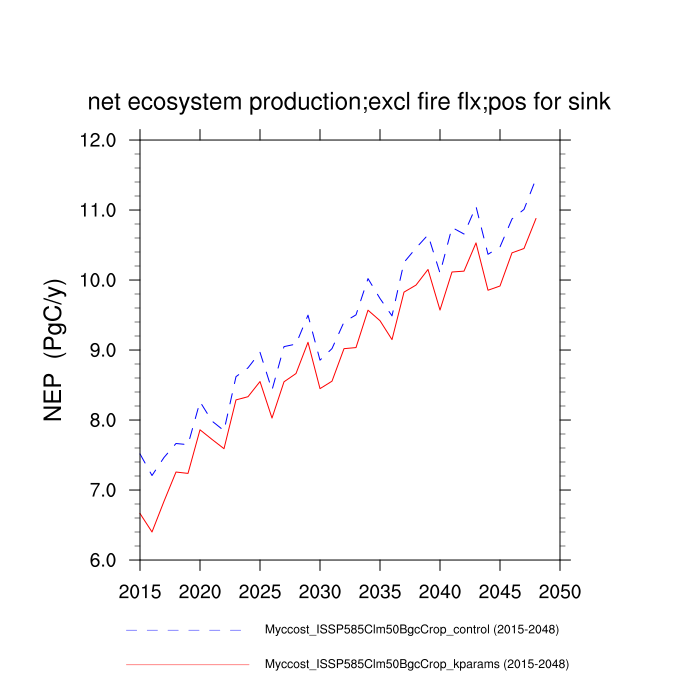 net ecosystem production;excl fire flx;pos for sink
12.0
11.0
10.0
9.0
8.0
7.0
6.0
NEP (PgC/y)
2015 2020 2025 2030 2035 2040 2045 2050
Myccost_ISSP585Clm50BgcCrop_control (2015-2048)
Myccost_ISSP585Clm50BgcCrop_kparams (2015-2048)